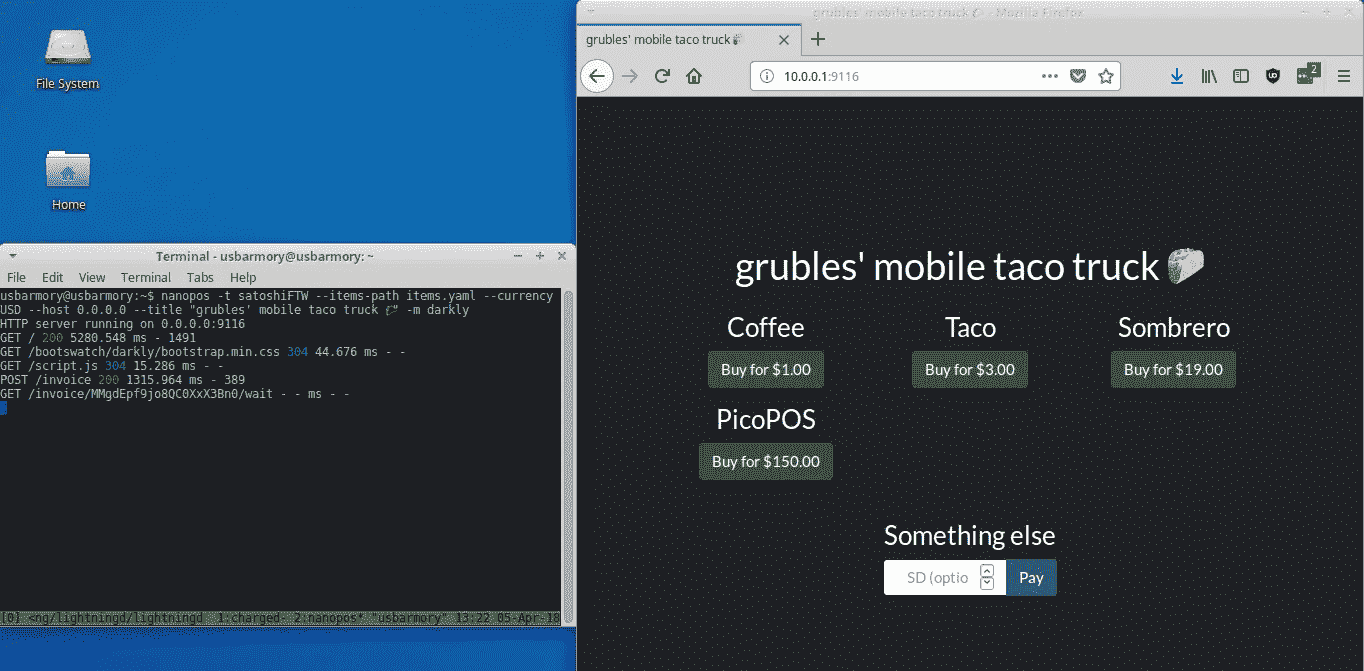 File System
Home
Terminal - usbarmory@usbarmory: ~
File Edit View Terminal Tabs Help
usbarmory@usbarmory:~$ nanopos -t satoshiFTW --items-path items.yaml --currency
USD --host 0.0.0.0 --title "grubles' mobile taco truck 🌮" -m darkly
HTTP server running on 0.0.0.0:9116
GET / 200 5280.548 ms - 1491
GET /bootswatch/darkly/bootstrap.min.css 304 44.676 ms - -
GET /script.js 304 15.286 ms - -
POST /invoice 200 1315.964 ms - 389
GET /invoice/MMgdEpf9jo8QC0XxX3Bn0/wait - - ms - -
[0] <ng/lightningd/lightningd 1:charged- 2:nanopos* "usbarmory" 13:22 05-Apr-18
grubles' mobile taco truck 🌮 - Mozilla Firefox
grubles' mobile taco truck 🌮
10.0.0.1:9116
2
grubles' mobile taco truck 🌮
Coffee Taco Sombrero
Buy for $1.00 Buy for $3.00 Buy for $19.00
PicoPOS
Buy for $150.00
Something else
SD (optio Pay